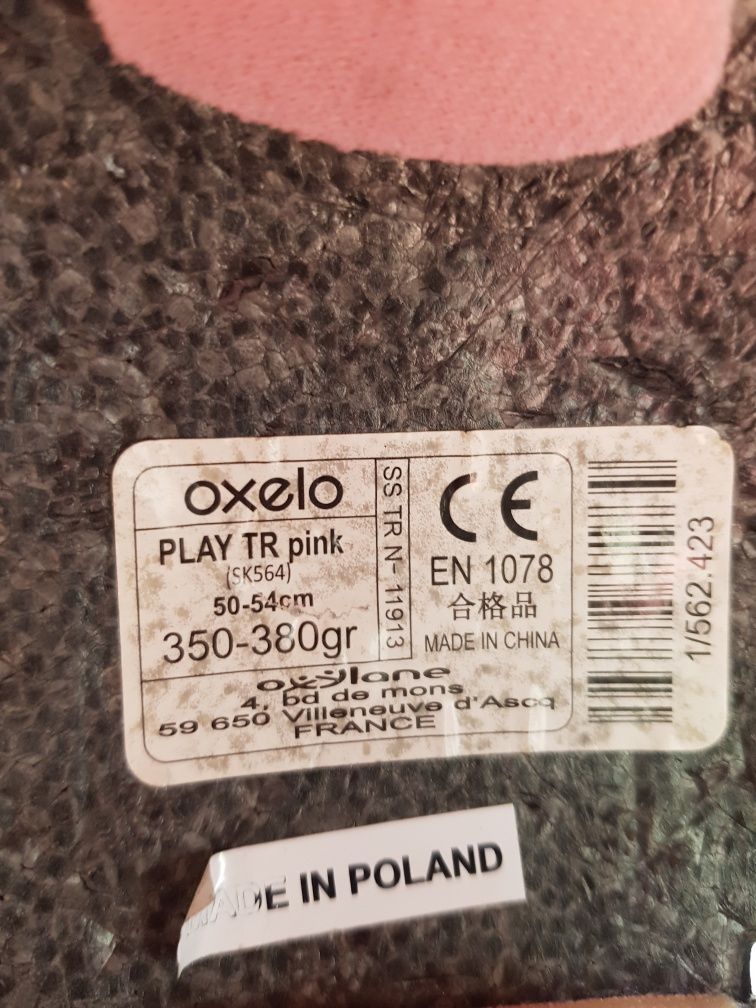 oxelo
PLAY TR pink
(SK564)
50-54cm
350-380gr
SS TR N- 11913
CE
EN 1078
合格品
MADE IN CHINA
oxylane
4, bd de mons
59 650 Villeneuve d'Ascq
FRANCE
1/562.423
MADE IN POLAND